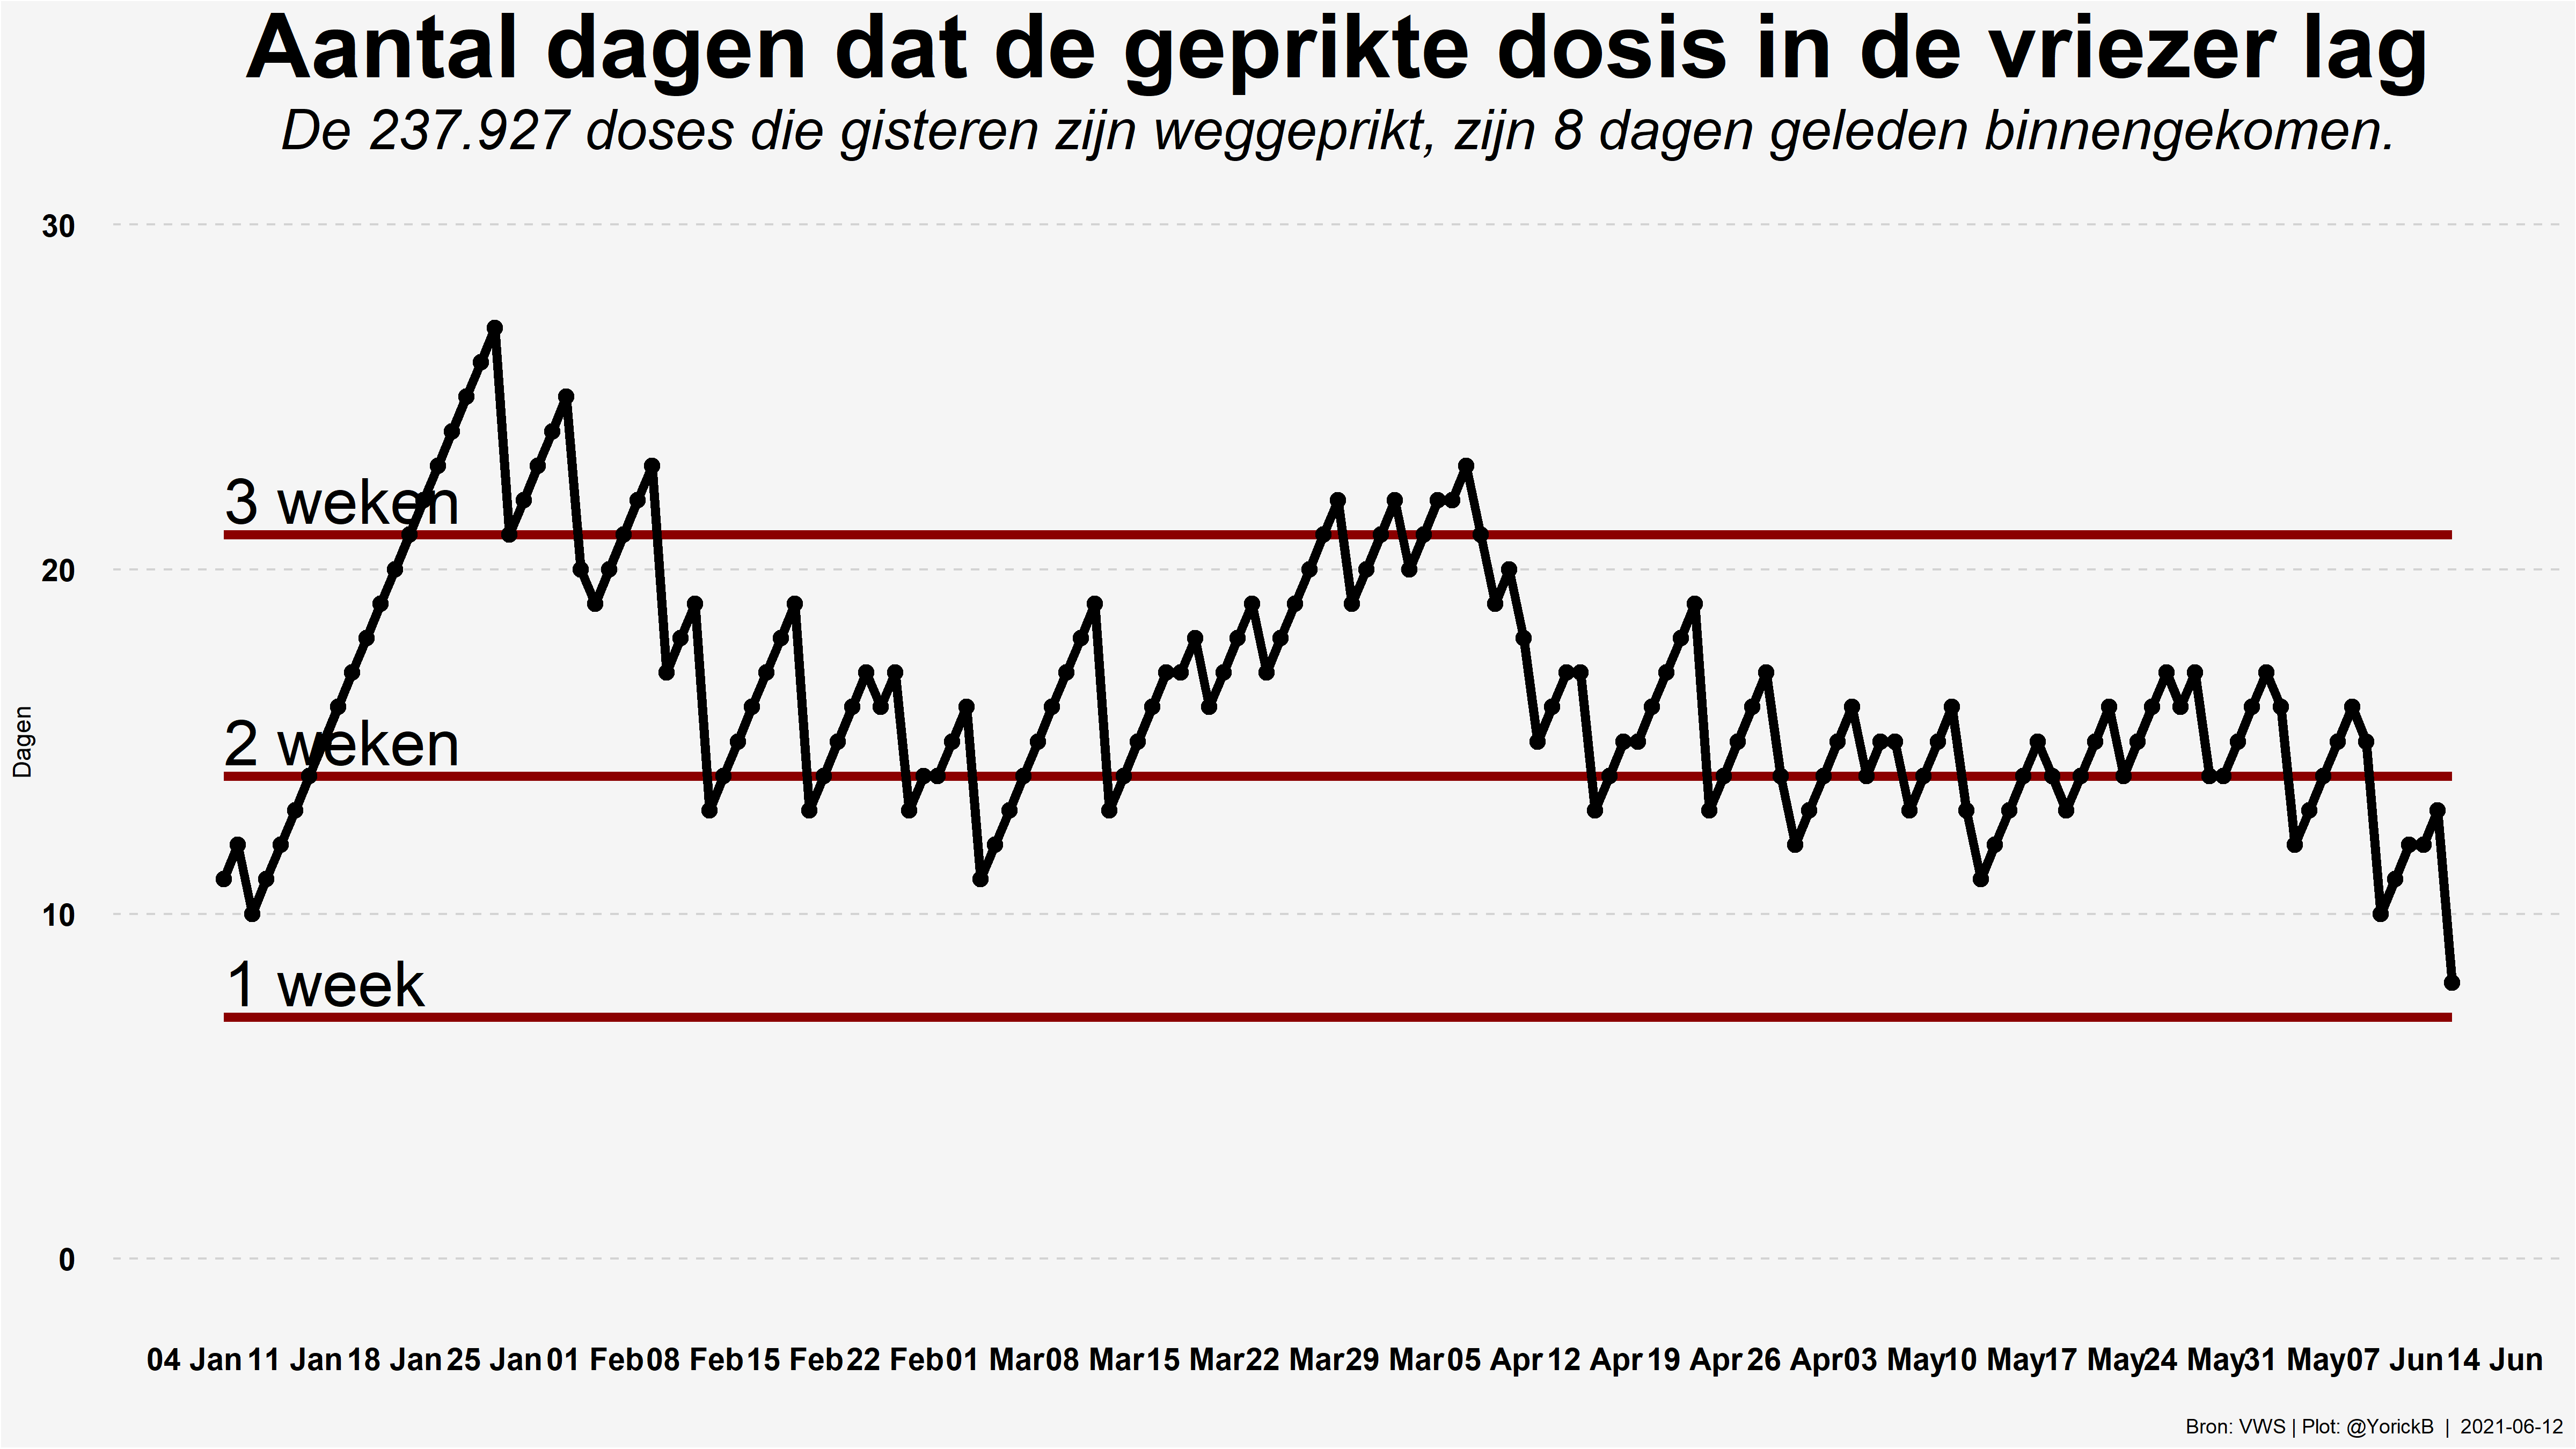 Aantal dagen dat de geprikte dosis in de vriezer lag
De 237.927 doses die gisteren zijn weggeprikt, zijn 8 dagen geleden binnengekomen.
30
3 weken
20
2 weken
Dagen
10
1 week
0
04 Jan 11 Jan 18 Jan 25 Jan 01 Feb 08 Feb 15 Feb 22 Feb 01 Mar 08 Mar 15 Mar 22 Mar 29 Mar 05 Apr 12 Apr 19 Apr 26 Apr 03 May 10 May 17 May 24 May 31 May 07 Jun 14 Jun
Bron: VWS | Plot: @YorickB | 2021-06-12